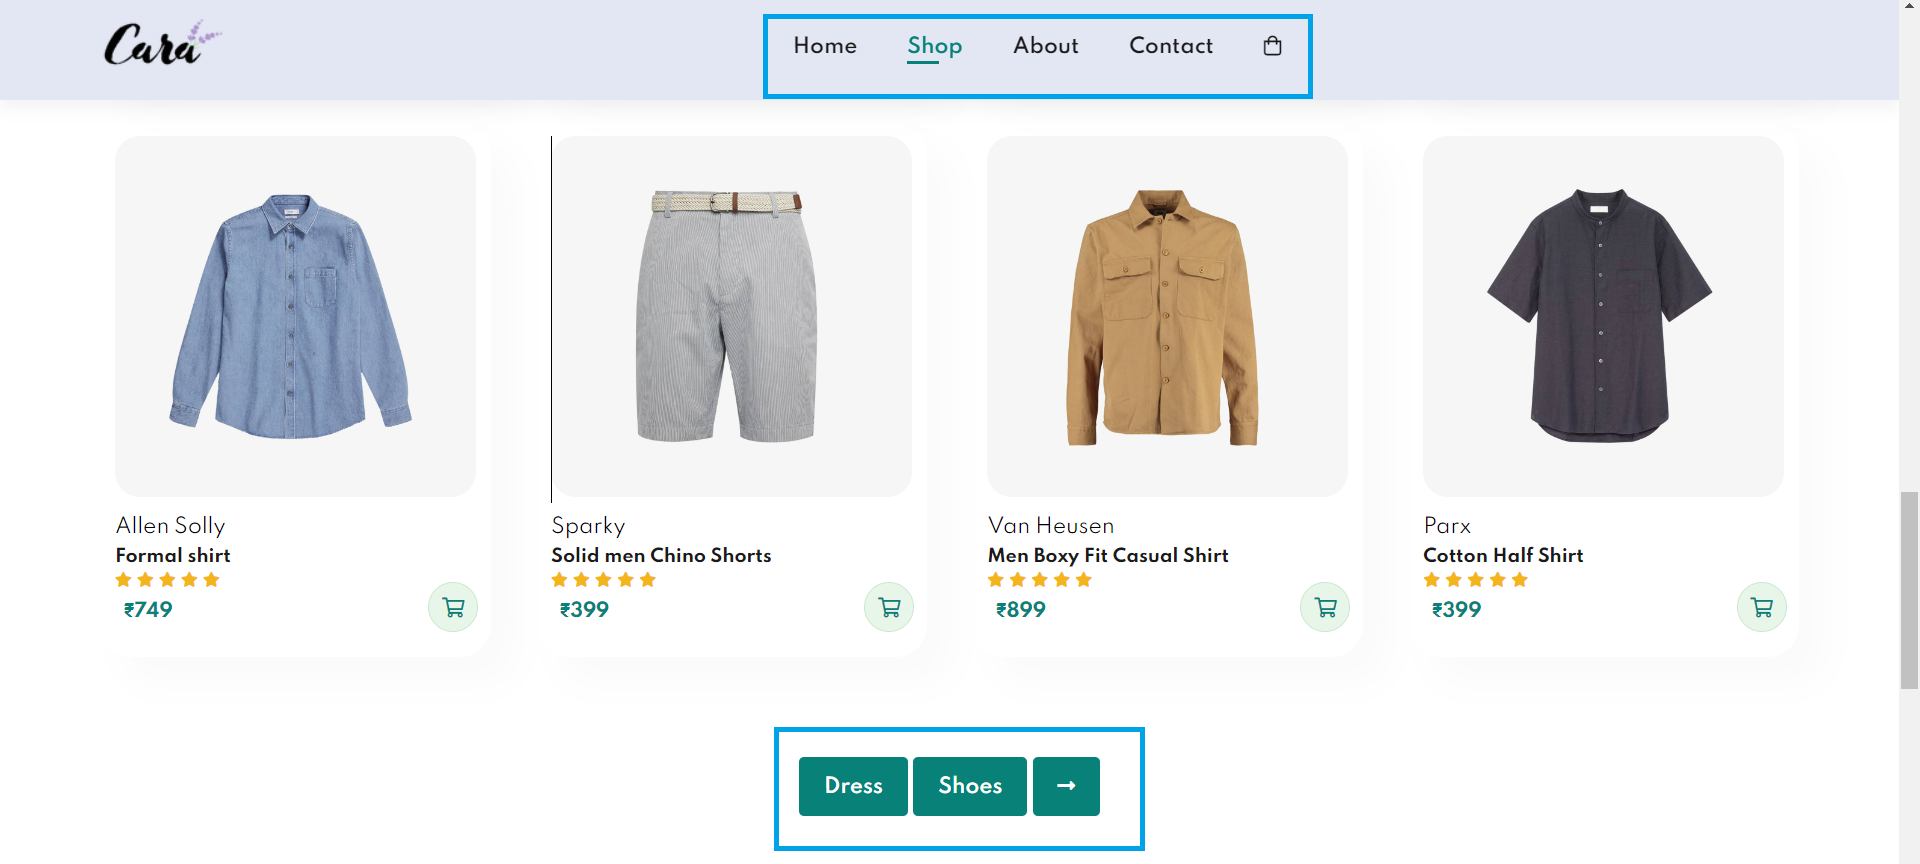 Cara
Home Shop About Contact
Allen Solly
Formal shirt
₹749
Sparky
Solid men Chino Shorts
₹399
Van Heusen
Men Boxy Fit Casual Shirt
₹899
Parx
Cotton Half Shirt
₹399
Dress Shoes →